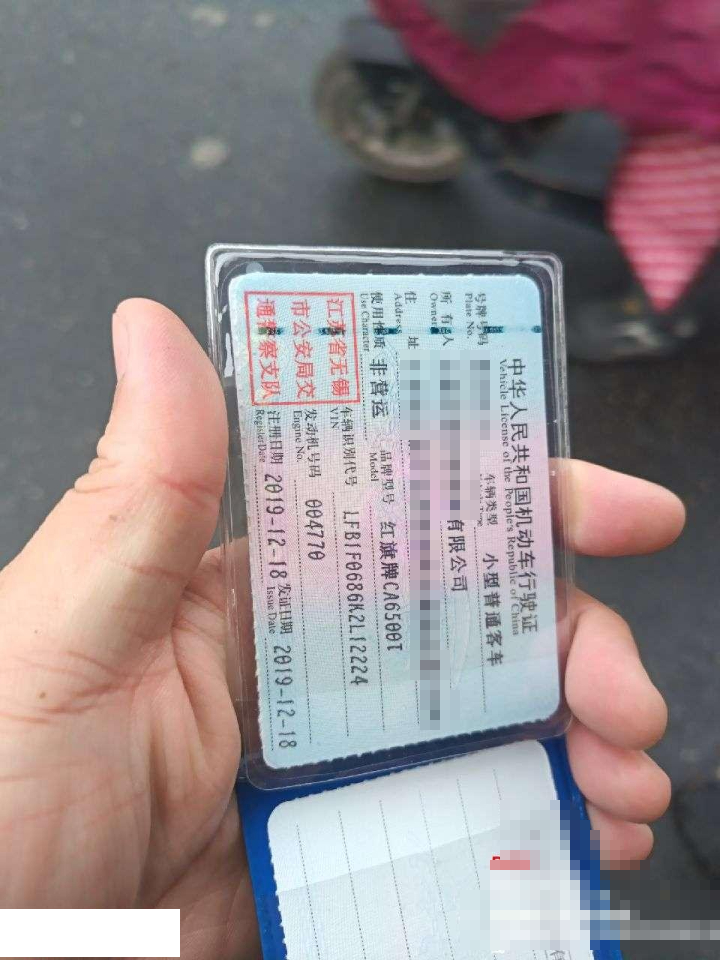 中华人民共和国机动车行驶证
Vehicle License of the People's Republic of China
号牌号码
Plate No.
车辆类型 小型普通客车
所有人 有限公司
Owner
住址
Address
使用性质 非营运
Use Character
品牌型号 红旗牌CA6500T
Model
江苏省无锡
市公安局交
通警察支队
车辆识别代号 LFB1F0686K2L12224
VIN
发动机号码 004770
Engine No.
注册日期 2019-12-18 发证日期 2019-12-18
Register Date Issue Date